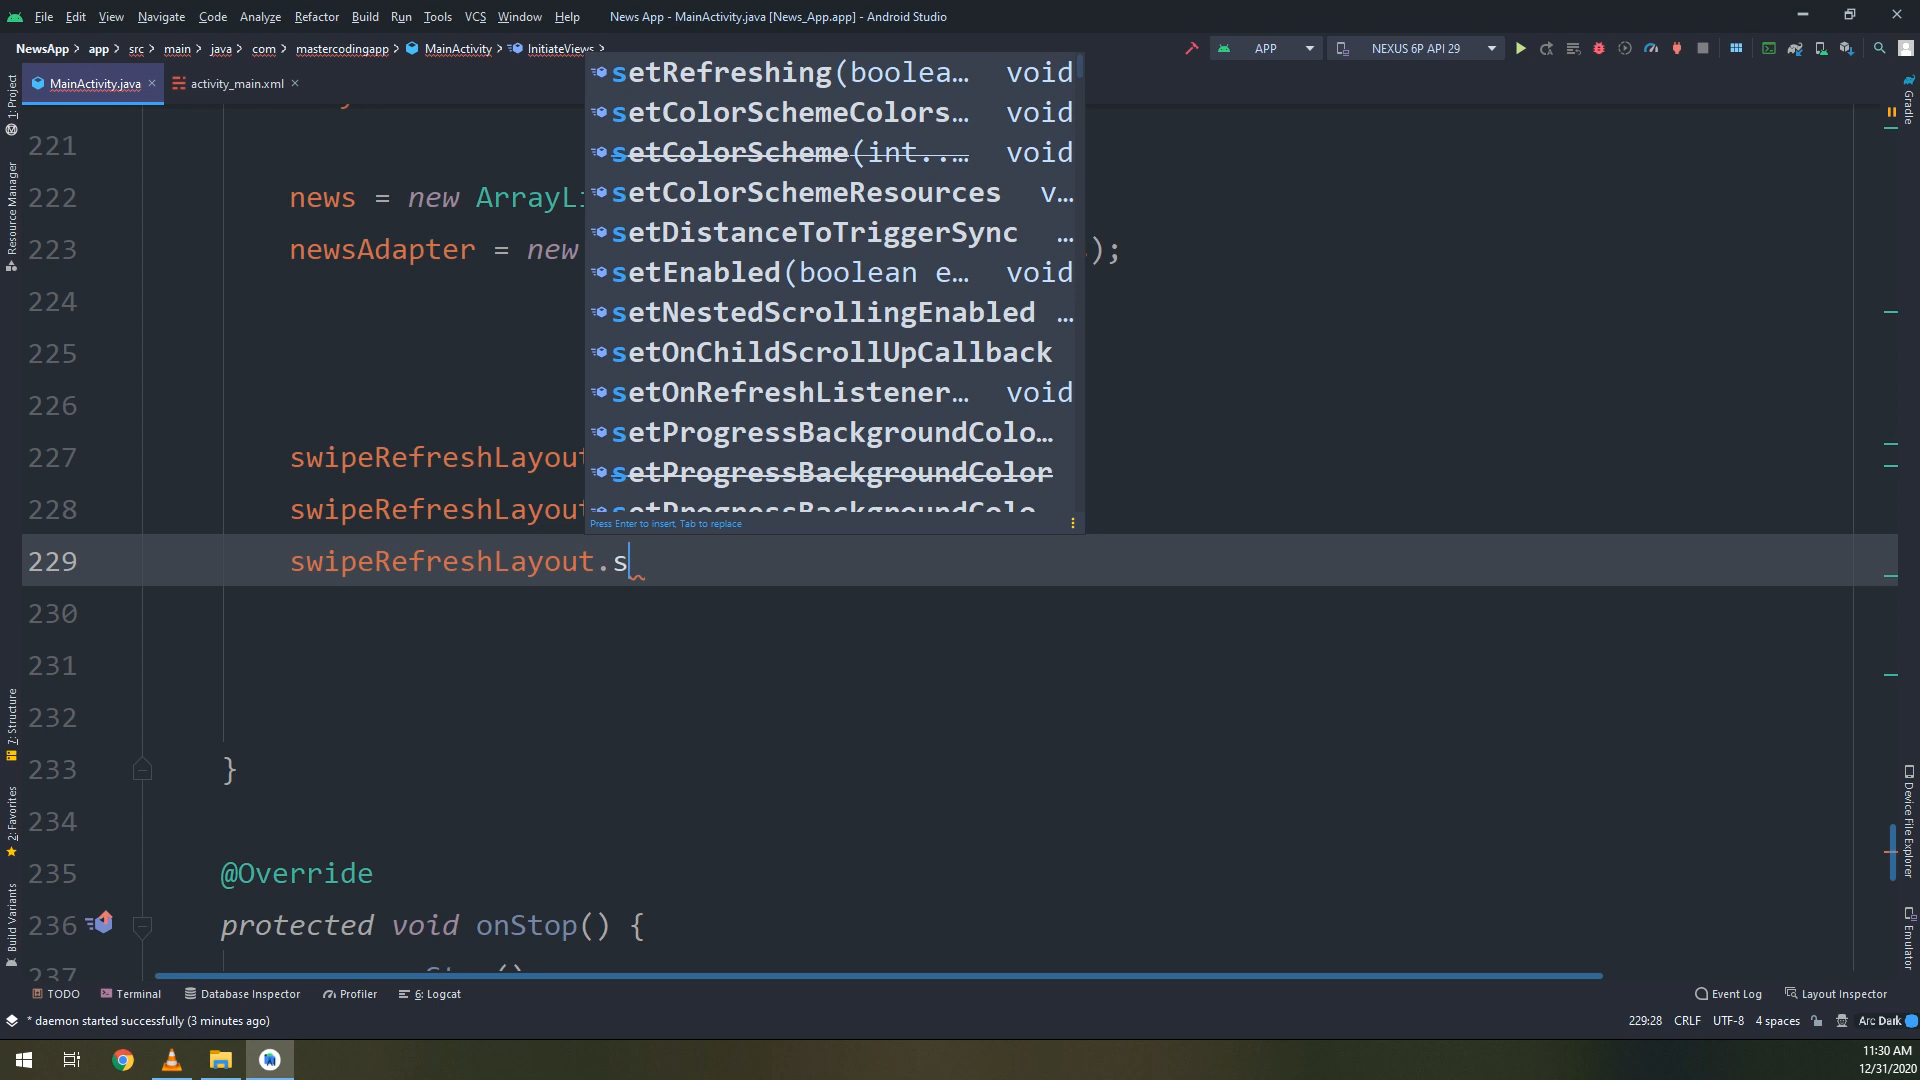 File Edit View Navigate Code Analyze Refactor Build Run Tools VCS Window Help News App - MainActivity.java [News_App.app] - Android Studio
NewsApp app src main java com mastercodingapp MainActivity InitiateViews
APP NEXUS 6P API 29
MainActivity.java activity_main.xml
1: Project
Resource Manager
7: Structure
2: Favorites
Build Variants
Gradle
Device File Explorer
Emulator
setRefreshing(boolea… void
setColorSchemeColors… void
setColorScheme(int..… void
setColorSchemeResources v…
setDistanceToTriggerSync …
setEnabled(boolean e… void
setNestedScrollingEnabled …
setOnChildScrollUpCallback
setOnRefreshListener… void
setProgressBackgroundColo…
setProgressBackgroundColor
setProgressBackgroundColo
Press Enter to insert, Tab to replace
221
222 news = new ArrayLi
223 newsAdapter = new );
224
225
226
227 swipeRefreshLayout
228 swipeRefreshLayout
229 swipeRefreshLayout.s
230
231
232
233 }
234
235 @Override
236 protected void onStop() {
237
TODO Terminal Database Inspector Profiler 6: Logcat Event Log Layout Inspector
* daemon started successfully (3 minutes ago) 229:28 CRLF UTF-8 4 spaces Arc Dark
11:30 AM
12/31/2020